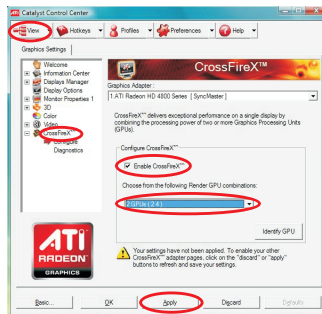 Catalyst Control Center
View Hotkeys Profiles Preferences Help
Graphics Settings
Welcome
Information Center
Displays Manager
Display Options
Monitor Properties 1
3D
Color
Video
CrossFireX
Configure
Diagnostics
CrossFireX™
Graphics Adapter :
1.ATI Radeon HD 4800 Series [ SyncMaster ]
CrossFireX™ delivers exceptional performance on a single display by
combining the processing power of two or more Graphics Processing Units
(GPUs).
Configure CrossFireX™
Enable CrossFireX™
Choose from the following Render GPU combinations:
2 GPUs ( 2 4 )
Identify GPU
Your settings have not been applied. To enable your other
CrossFireX™ adapter pages, click on the "discard" or "apply"
buttons to refresh and save your settings.
ATI
RADEON
GRAPHICS
Basic... OK Apply Discard Defaults